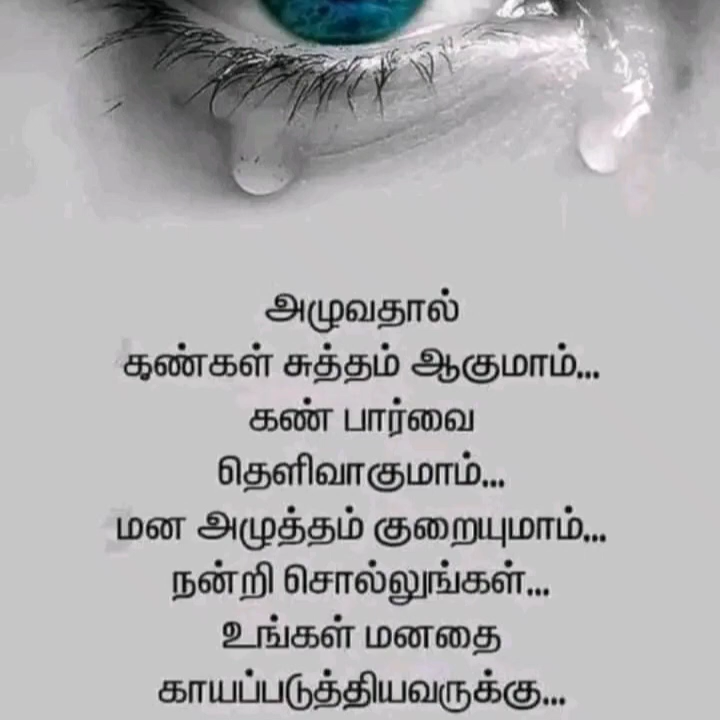 அழுவதால்
கண்கள் சுத்தம் ஆகுமாம்...
கண் பார்வை
தெளிவாகுமாம்...
மன அழுத்தம் குறையுமாம்...
நன்றி சொல்லுங்கள்...
உங்கள் மனதை
காயப்படுத்தியவருக்கு...